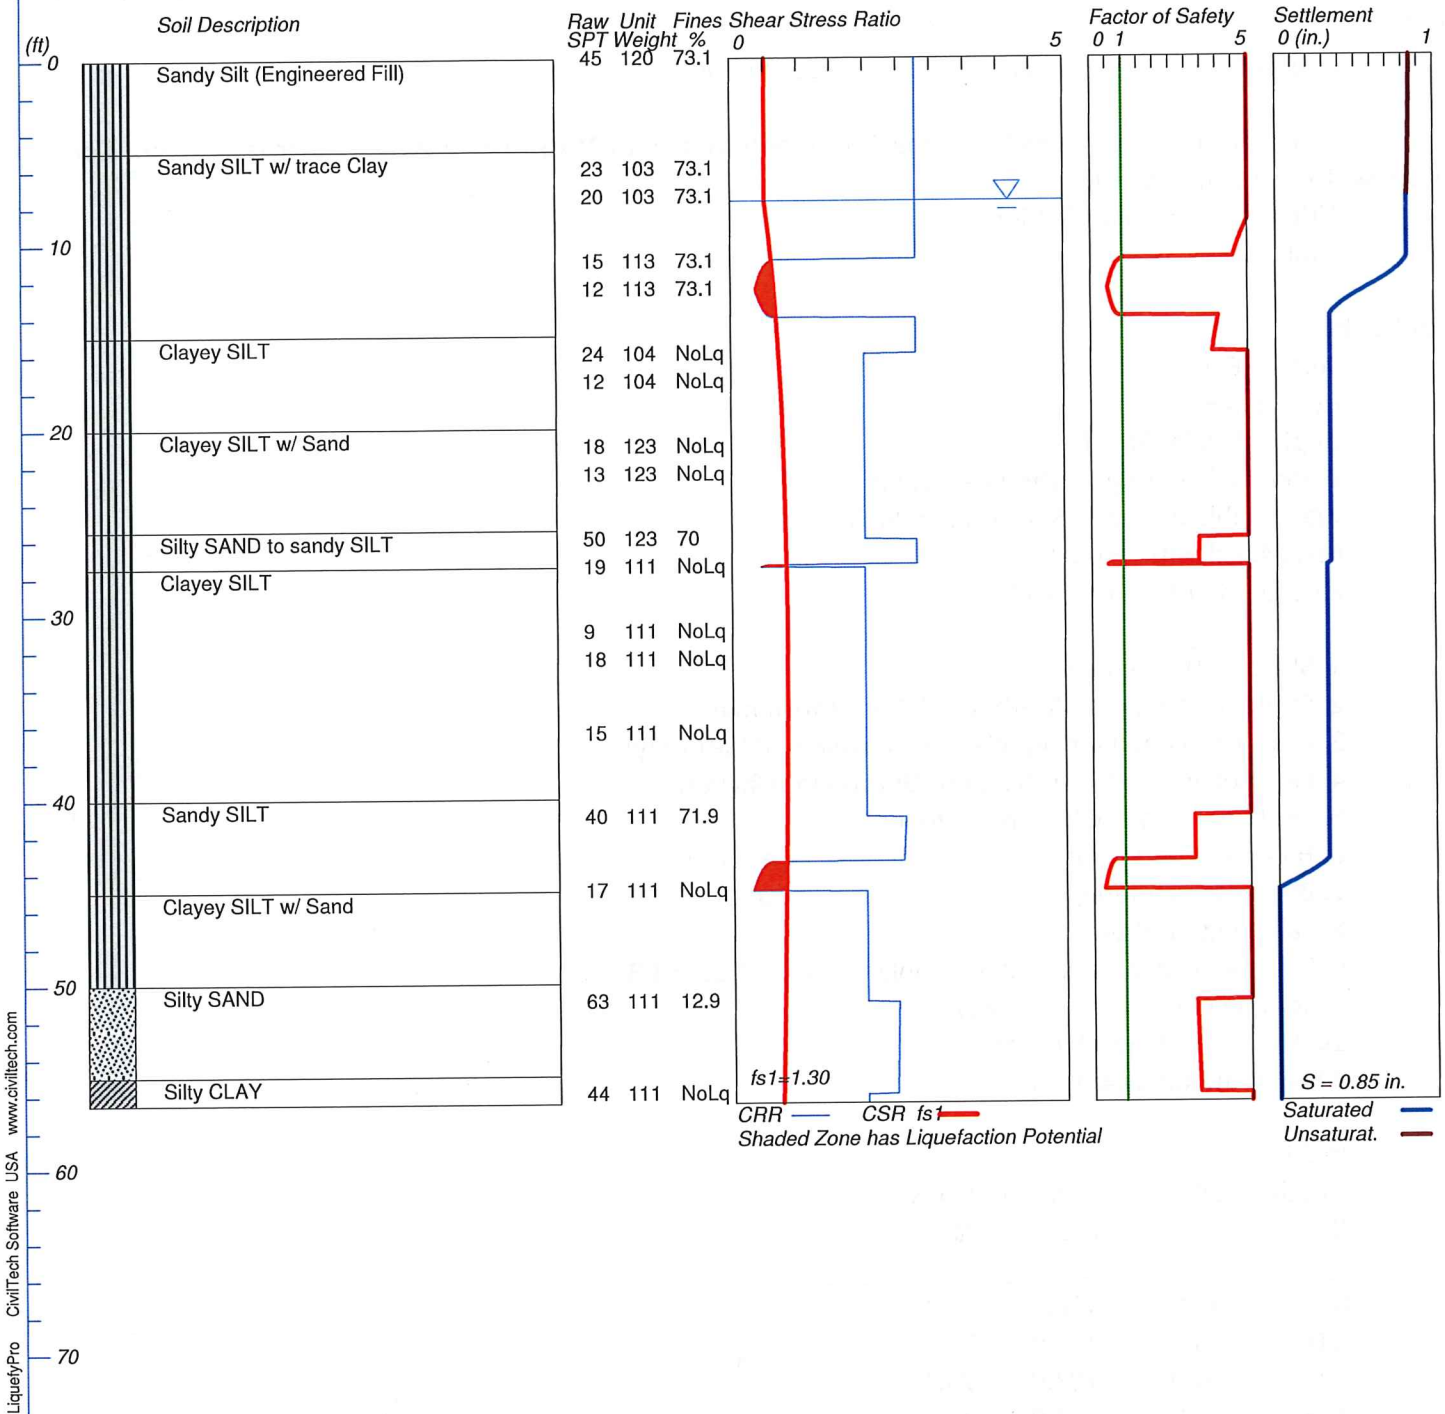 Soil Description
Raw Unit Fines Shear Stress Ratio
SPT Weight %
0 5
Factor of Safety
0 1 5
Settlement
0 (in.) 1
(ft)
0
45 120 73.1
Sandy Silt (Engineered Fill)
Sandy SILT w/ trace Clay
23 103 73.1
20 103 73.1
10
15 113 73.1
12 113 73.1
Clayey SILT
24 104 NoLq
12 104 NoLq
20
Clayey SILT w/ Sand
18 123 NoLq
13 123 NoLq
Silty SAND to sandy SILT
50 123 70
19 111 NoLq
Clayey SILT
30
9 111 NoLq
18 111 NoLq
15 111 NoLq
40
Sandy SILT
40 111 71.9
17 111 NoLq
Clayey SILT w/ Sand
50
Silty SAND
63 111 12.9
fs1=1.30
S = 0.85 in.
Silty CLAY
44 111 NoLq
CRR CSR fs1
Shaded Zone has Liquefaction Potential
Saturated
Unsaturat.
60
70
LiquefyPro CivilTech Software USA www.civiltech.com